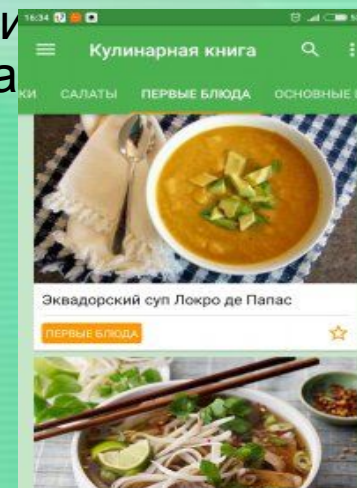 и
а
16:34
Кулинарная книга
КИ САЛАТЫ ПЕРВЫЕ БЛЮДА ОСНОВНЫЕ
Эквадорский суп Локро де Папас
ПЕРВЫЕ БЛЮДА